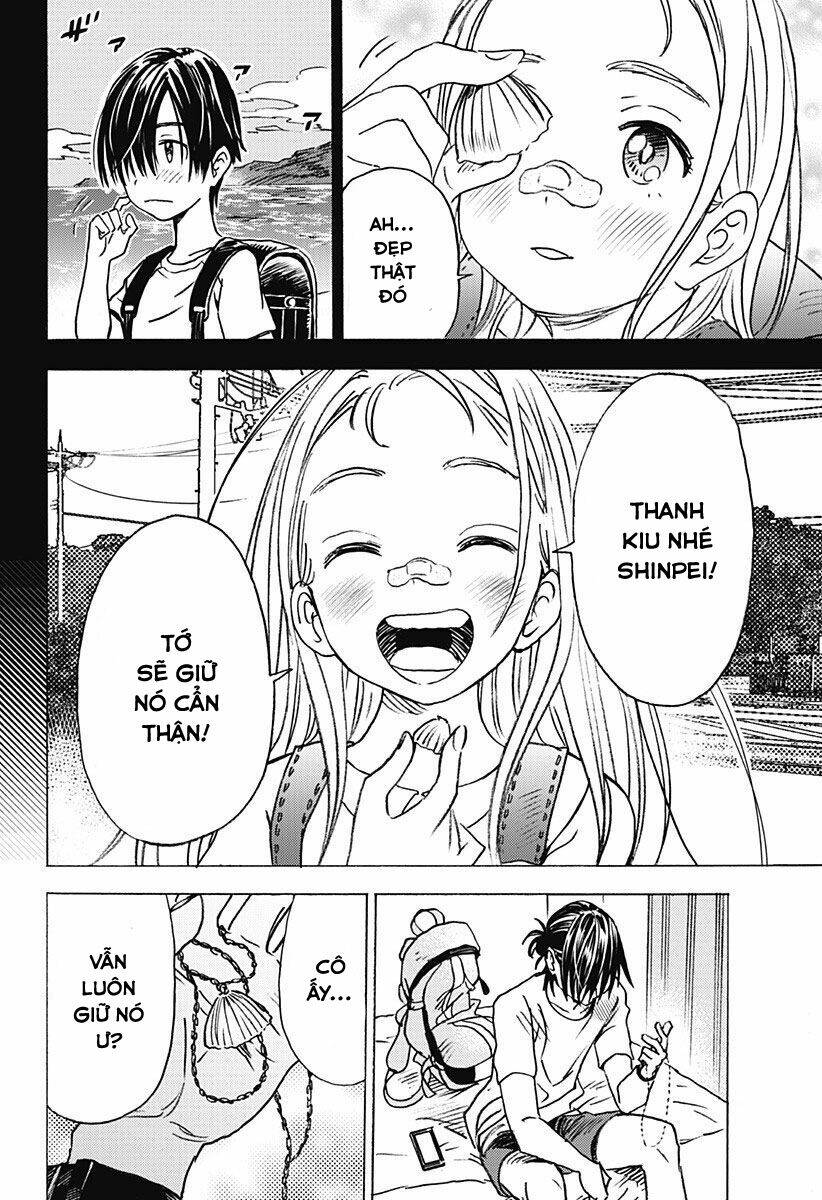 AH...
ĐẸP
THẬT
ĐÓ
THANH
KIU NHÉ
SHINPEI!
TỚ
SẼ GIỮ
NÓ CẨN
THẬN!
CÔ
ẤY...
VẪN
LUÔN
GIỮ NÓ
Ư?